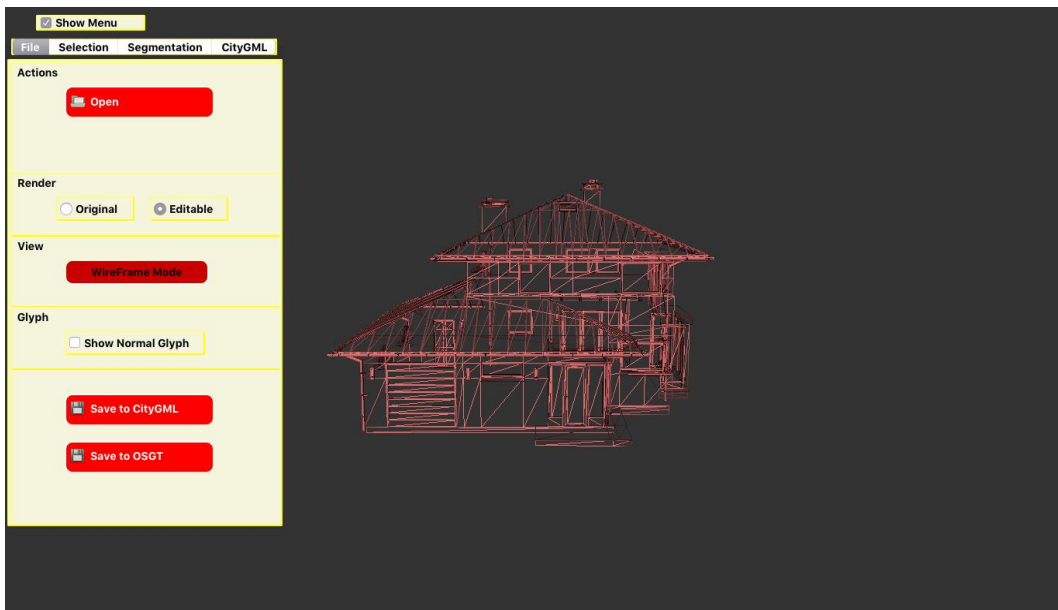 Show Menu
File Selection Segmentation CityGML
Actions
Open
Render
Original Editable
View
WireFrame Mode
Glyph
Show Normal Glyph
Save to CityGML
Save to OSGT